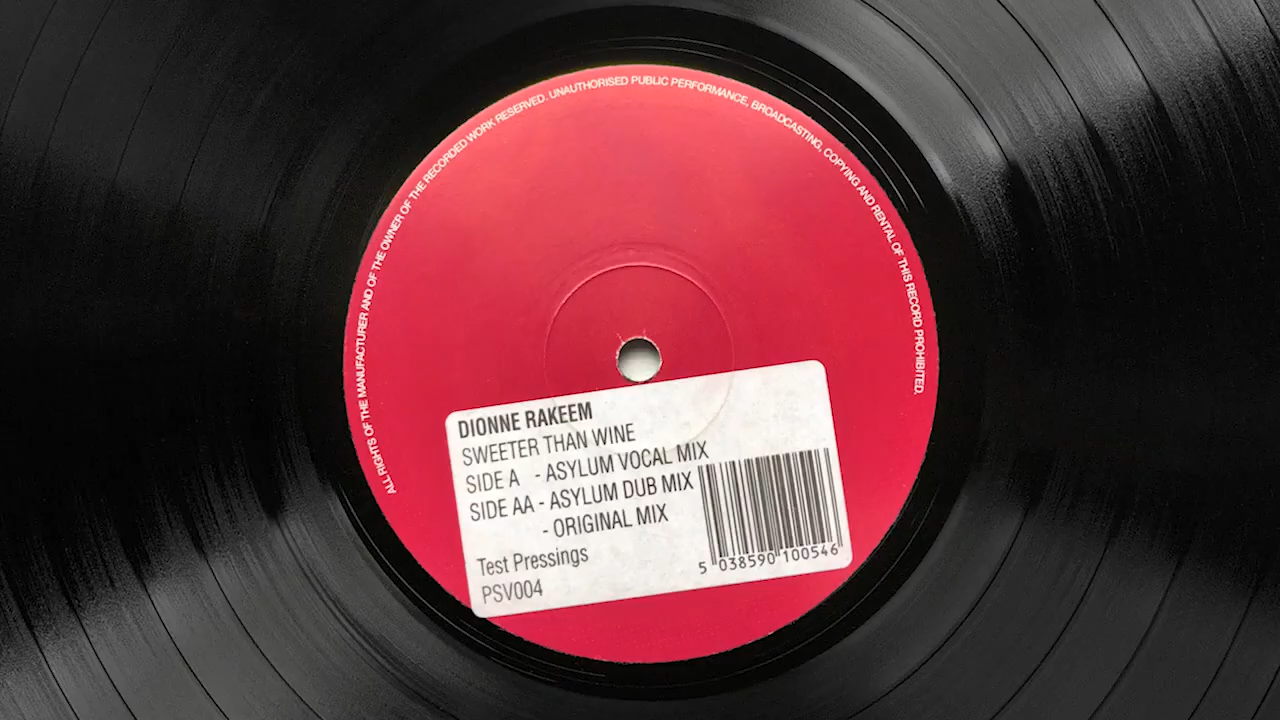 ALL RIGHTS OF THE MANUFACTURER AND OF THE OWNER OF THE RECORDED WORK RESERVED. UNAUTHORISED PUBLIC PERFORMANCE, BROADCASTING, COPYING AND RENTAL OF THIS RECORD PROHIBITED.
DIONNE RAKEEM
SWEETER THAN WINE
SIDE A - ASYLUM VOCAL MIX
SIDE AA - ASYLUM DUB MIX
- ORIGINAL MIX
Test Pressings
PSV004
5 038590 100546